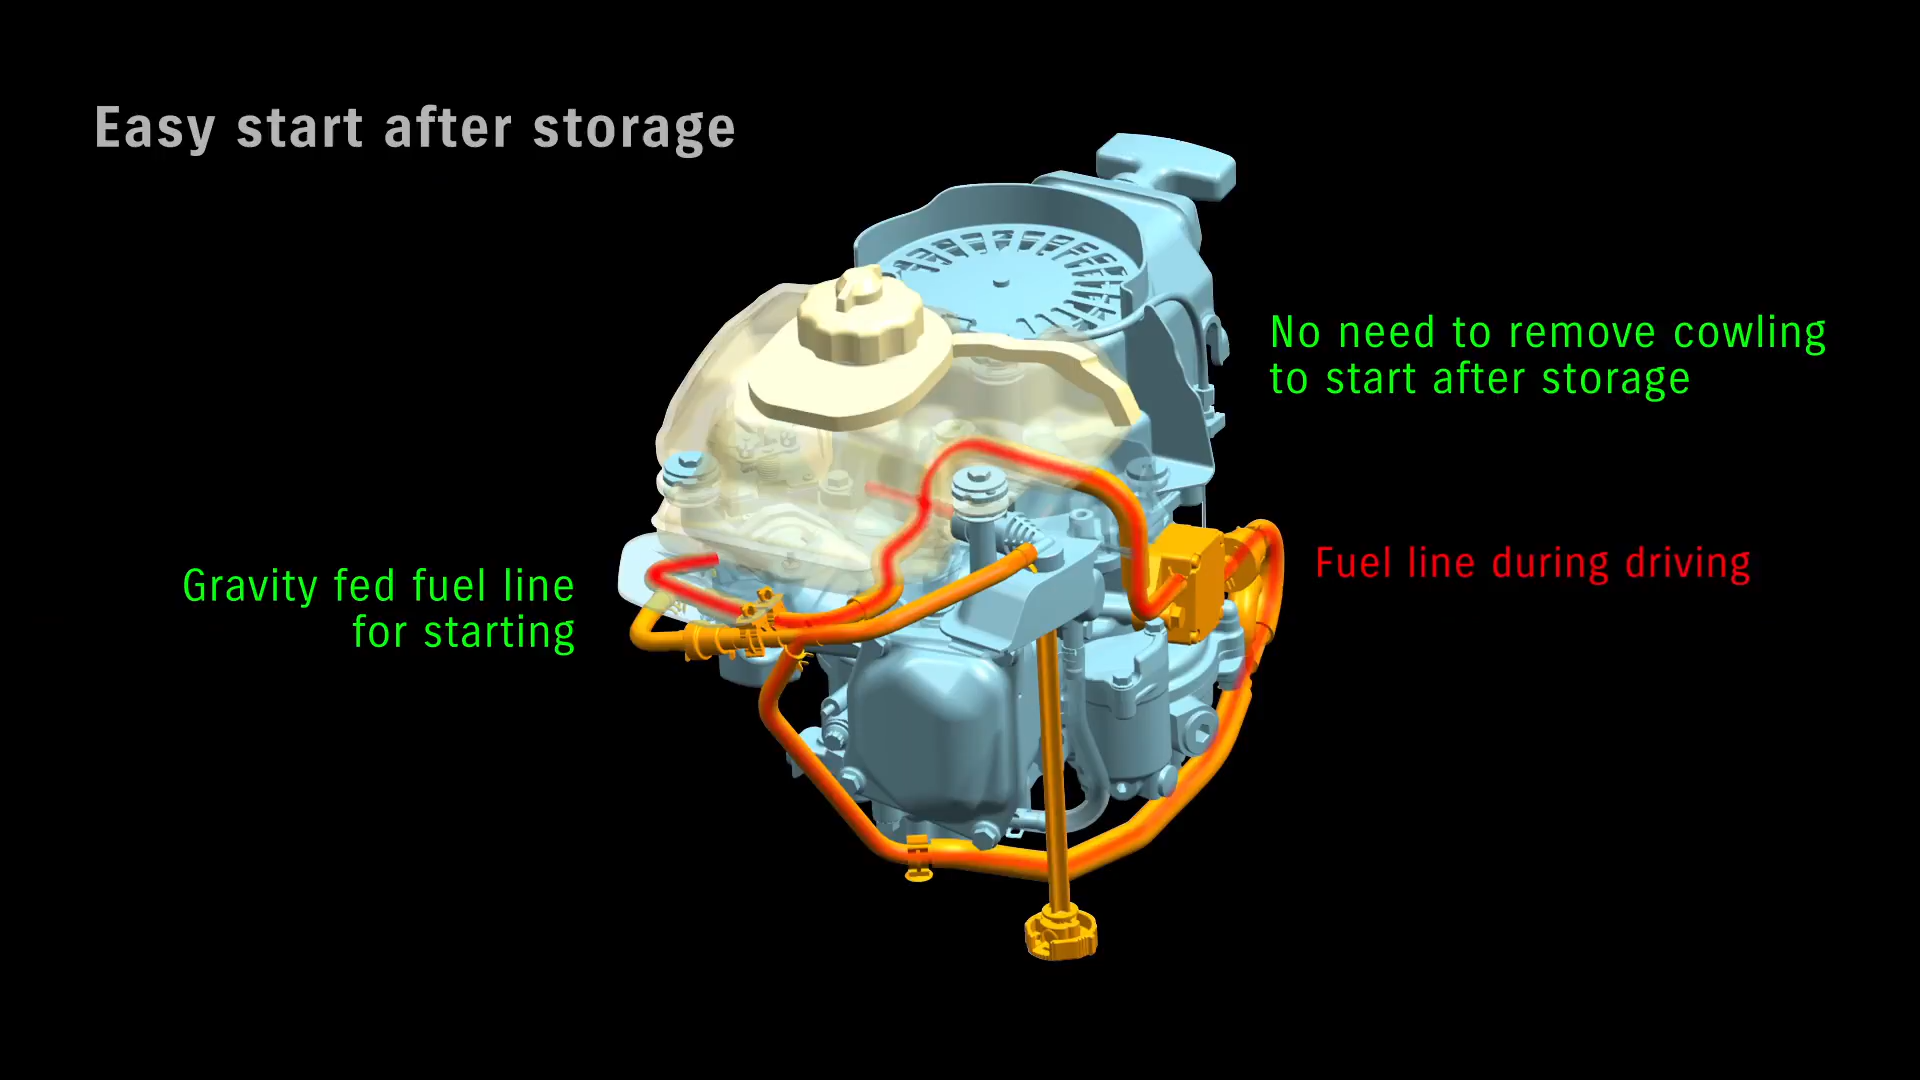 Easy start after storage
No need to remove cowling
to start after storage
Gravity fed fuel line
for starting
Fuel line during driving